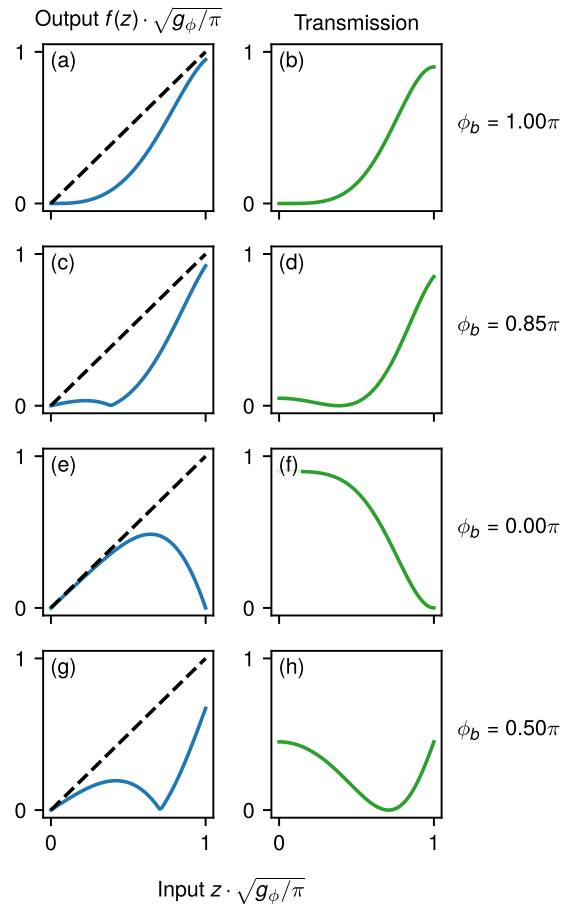 Output f(z) · √(g_ϕ/π)
Transmission
(a)
1
0
(b)
1
0
ϕ_b = 1.00π
(c)
1
0
(d)
1
0
ϕ_b = 0.85π
(e)
1
0
(f)
1
0
ϕ_b = 0.00π
(g)
1
0
0 1
(h)
1
0
0 1
ϕ_b = 0.50π
Input z · √(g_ϕ/π)